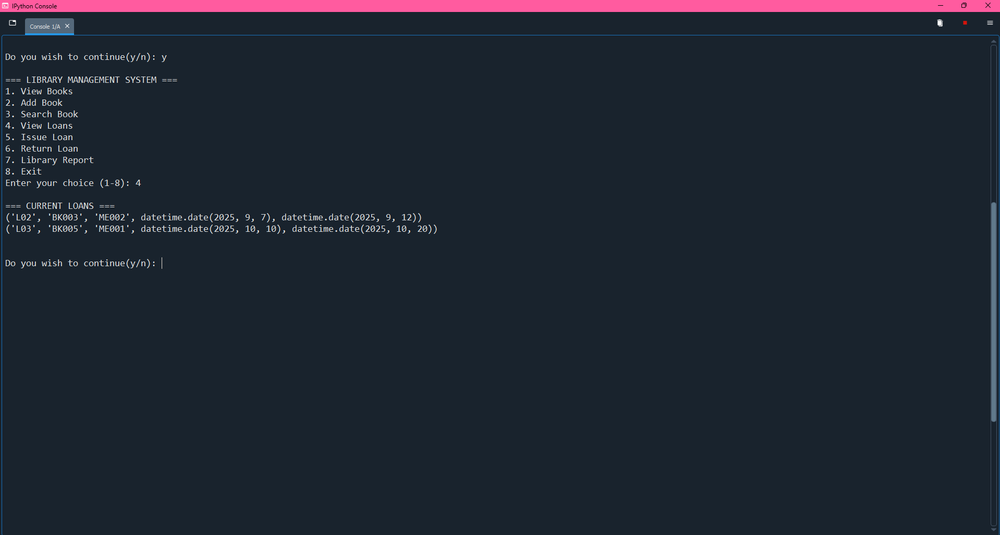 IPython Console
Console 1/A
Do you wish to continue(y/n): y
=== LIBRARY MANAGEMENT SYSTEM ===
1. View Books
2. Add Book
3. Search Book
4. View Loans
5. Issue Loan
6. Return Loan
7. Library Report
8. Exit
Enter your choice (1-8): 4
=== CURRENT LOANS ===
('L02', 'BK003', 'ME002', datetime.date(2025, 9, 7), datetime.date(2025, 9, 12))
('L03', 'BK005', 'ME001', datetime.date(2025, 10, 10), datetime.date(2025, 10, 20))
Do you wish to continue(y/n):